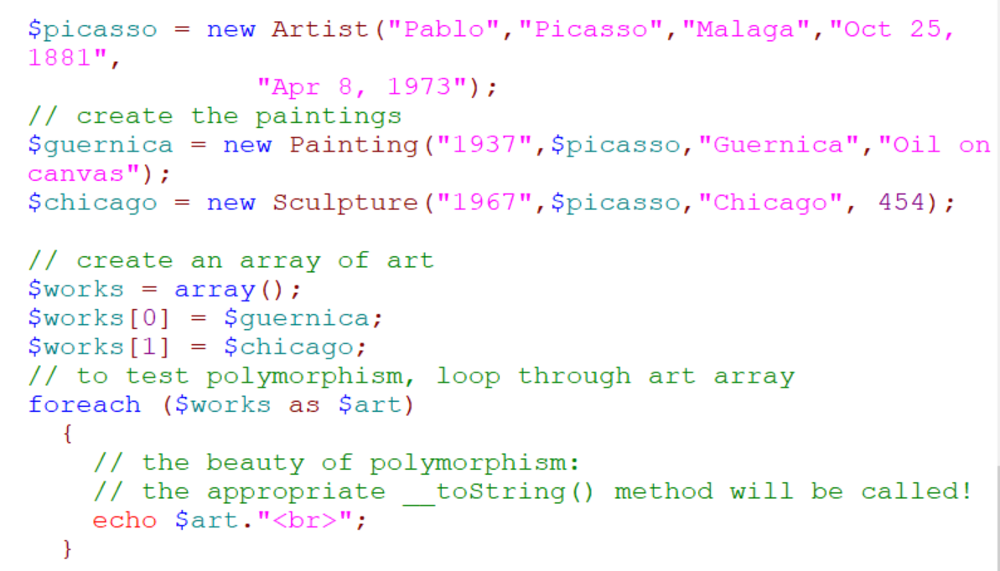 $picasso = new Artist("Pablo","Picasso","Malaga","Oct 25,
1881",
"Apr 8, 1973");
// create the paintings
$guernica = new Painting("1937",$picasso,"Guernica","Oil on
canvas");
$chicago = new Sculpture("1967",$picasso,"Chicago", 454);
// create an array of art
$works = array();
$works[0] = $guernica;
$works[1] = $chicago;
// to test polymorphism, loop through art array
foreach ($works as $art)
{
// the beauty of polymorphism:
// the appropriate __toString() method will be called!
echo $art."<br>";
}